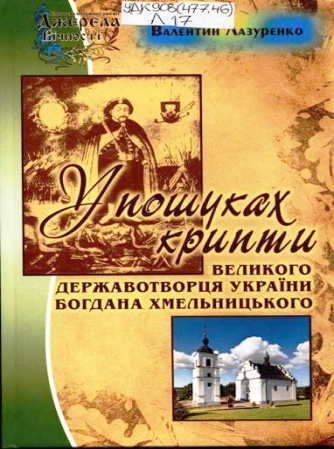 Джерела
Вічності
УДК 908(477.46)
Л 17
Валентин Лазуренко
У пошуках
крипти
ВЕЛИКОГО
ДЕРЖАВОТВОРЦЯ УКРАЇНИ
БОГДАНА ХМЕЛЬНИЦЬКОГО